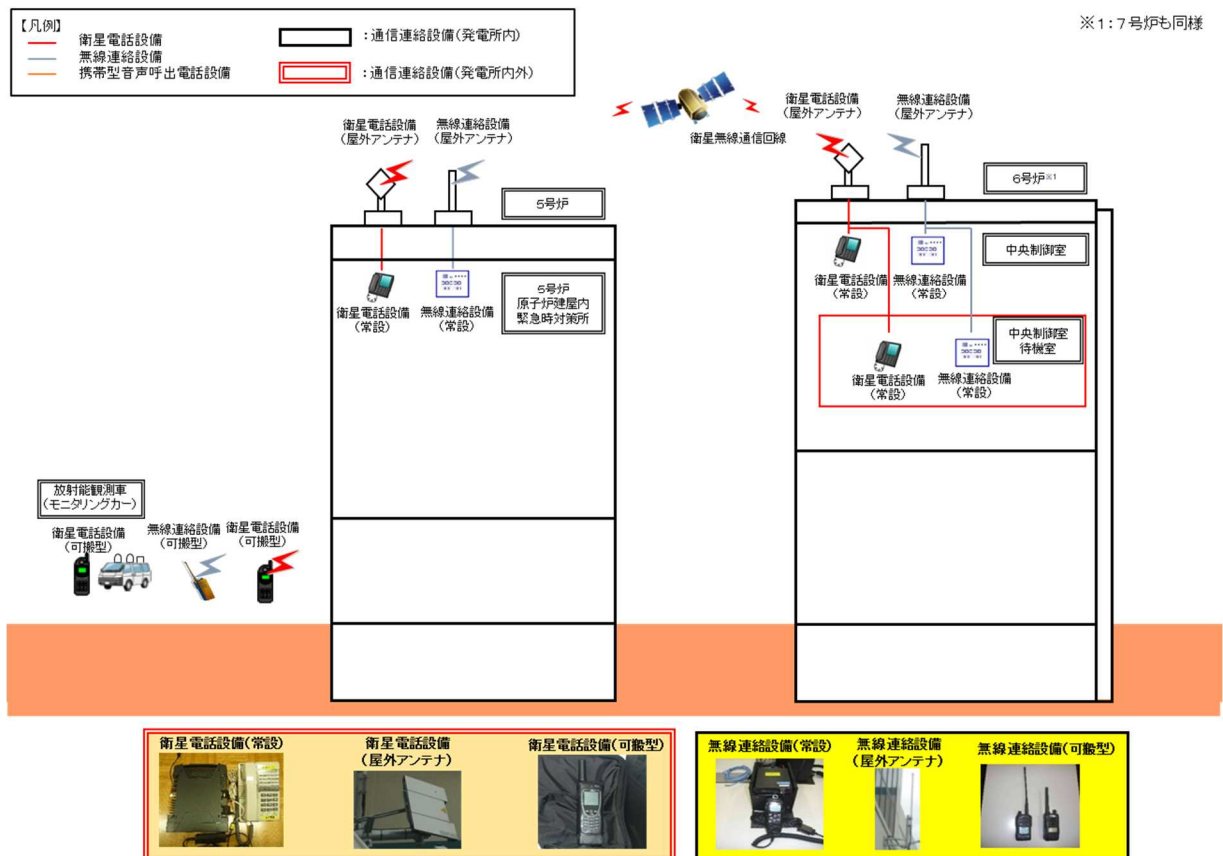 【凡例】
衛星電話設備
無線連絡設備
携帯型音声呼出電話設備
：通信連絡設備(発電所内)
：通信連絡設備(発電所内外)
※1：7号炉も同様
衛星電話設備
(屋外アンテナ)
無線連絡設備
(屋外アンテナ)
衛星無線通信回線
衛星電話設備
(屋外アンテナ)
無線連絡設備
(屋外アンテナ)
5号炉
6号炉※1
5号炉
原子炉建屋内
緊急時対策所
衛星電話設備
(常設)
無線連絡設備
(常設)
中央制御室
衛星電話設備
(常設)
無線連絡設備
(常設)
中央制御室
待機室
衛星電話設備
(常設)
無線連絡設備
(常設)
放射能観測車
(モニタリングカー)
衛星電話設備
(可搬型)
無線連絡設備
(可搬型)
衛星電話設備
(可搬型)
衛星電話設備(常設)
衛星電話設備
(屋外アンテナ)
衛星電話設備(可搬型)
無線連絡設備(常設)
無線連絡設備
(屋外アンテナ)
無線連絡設備(可搬型)